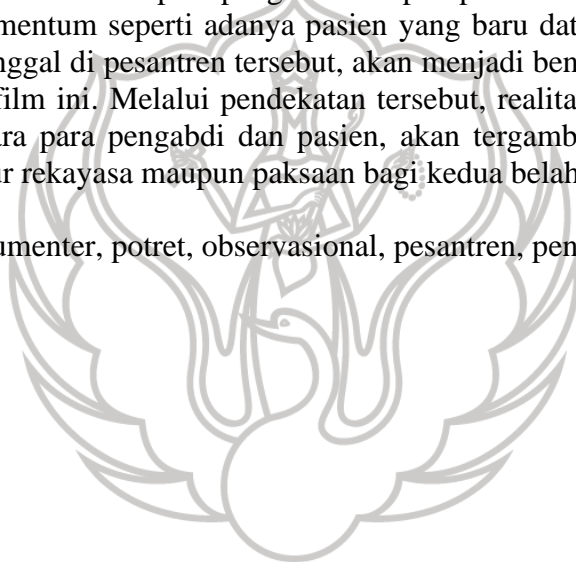 mentum seperti adanya pasien yang baru dat
nggal di pesantren tersebut, akan menjadi ben
film ini. Melalui pendekatan tersebut, realita
ara para pengabdi dan pasien, akan tergamb
ur rekayasa maupun paksaan bagi kedua belah
umenter, potret, observasional, pesantren, pen